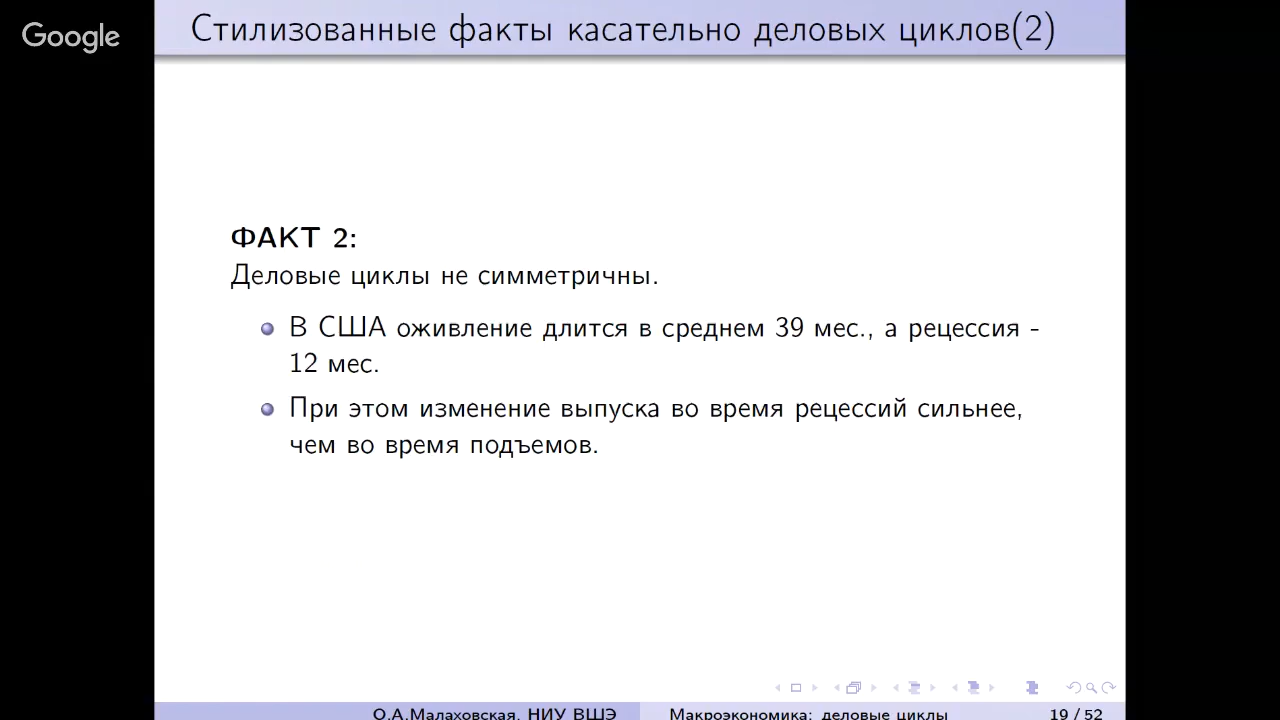 Google
Стилизованные факты касательно деловых циклов(2)
ФАКТ 2:
Деловые циклы не симметричны.
В США оживление длится в среднем 39 мес., а рецессия -
12 мес.
При этом изменение выпуска во время рецессий сильнее,
чем во время подъемов.
О.А.Малаховская, НИУ ВШЭ
Макроэкономика: деловые циклы
19 / 52